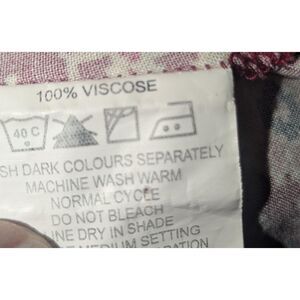 100% VISCOSE
40 C
SH DARK COLOURS SEPARATELY
MACHINE WASH WARM
NORMAL CYCLE
DO NOT BLEACH
INE DRY IN SHADE
MEDIUM SETTING